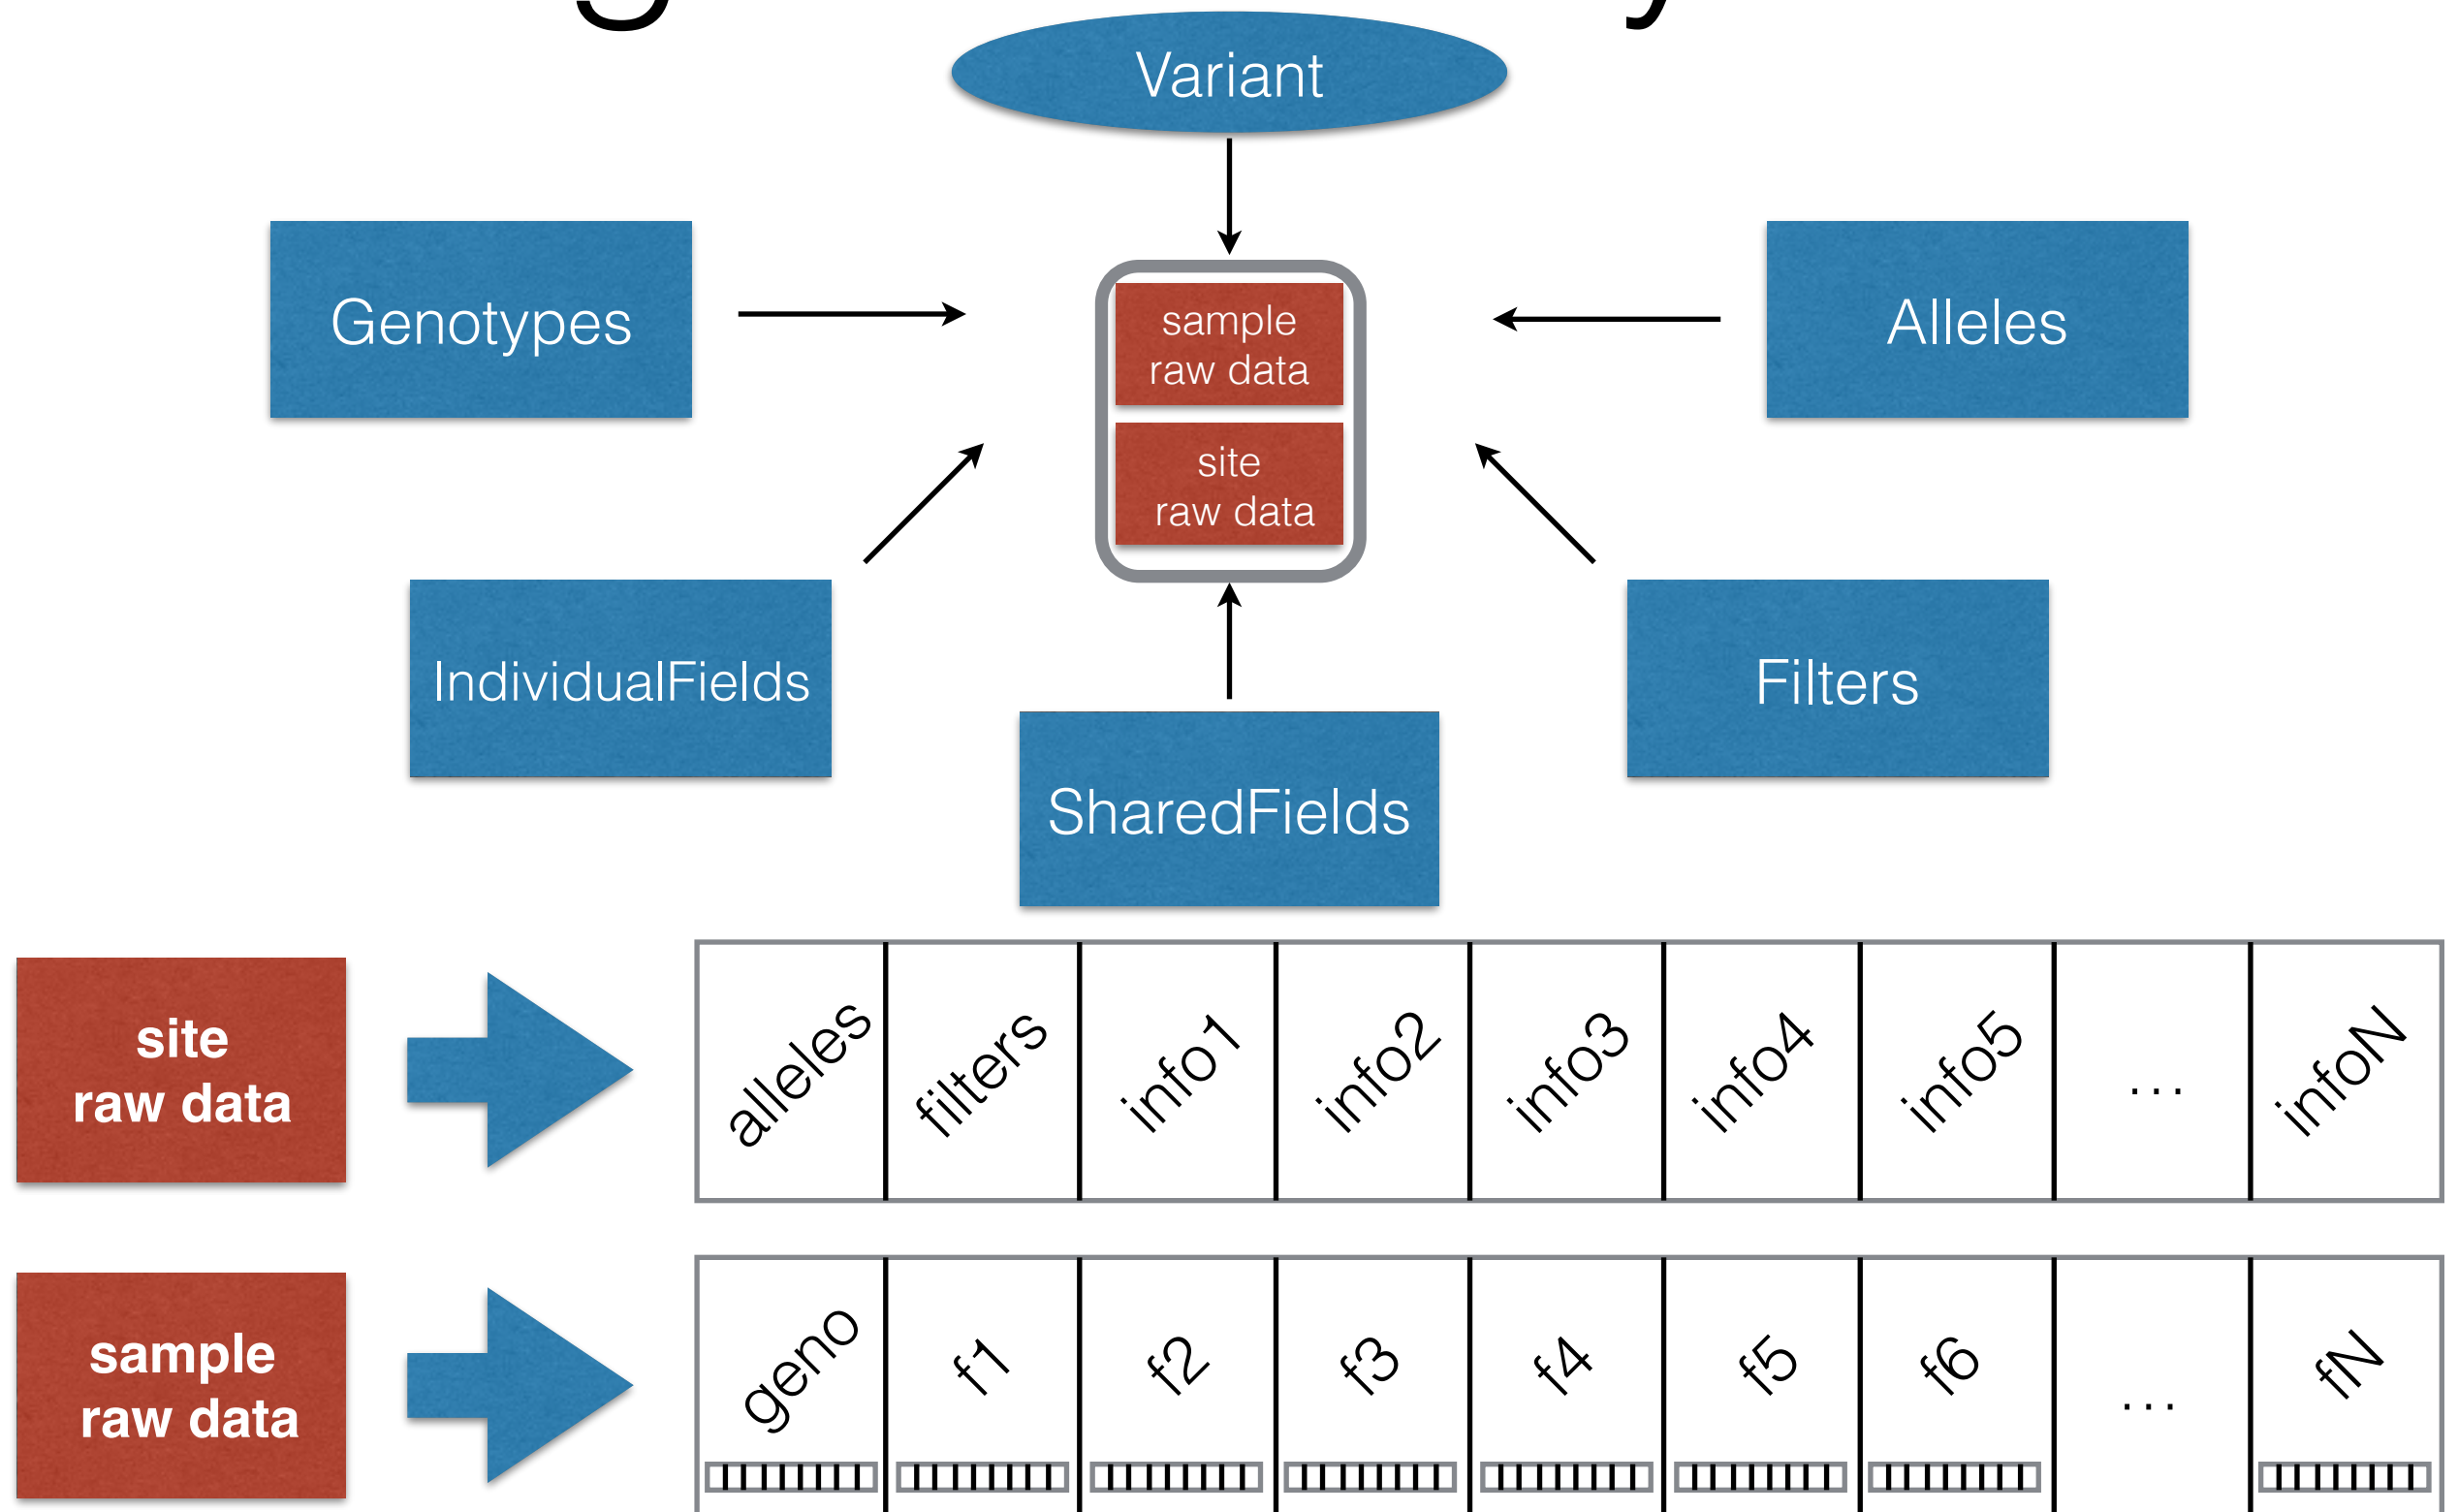 Variant
Genotypes
Alleles
sample
raw data
site
raw data
IndividualFields
Filters
SharedFields
site
raw data
alleles
filters
info1
info2
info3
info4
info5
...
infoN
sample
raw data
geno
f1
f2
f3
f4
f5
f6
...
fN